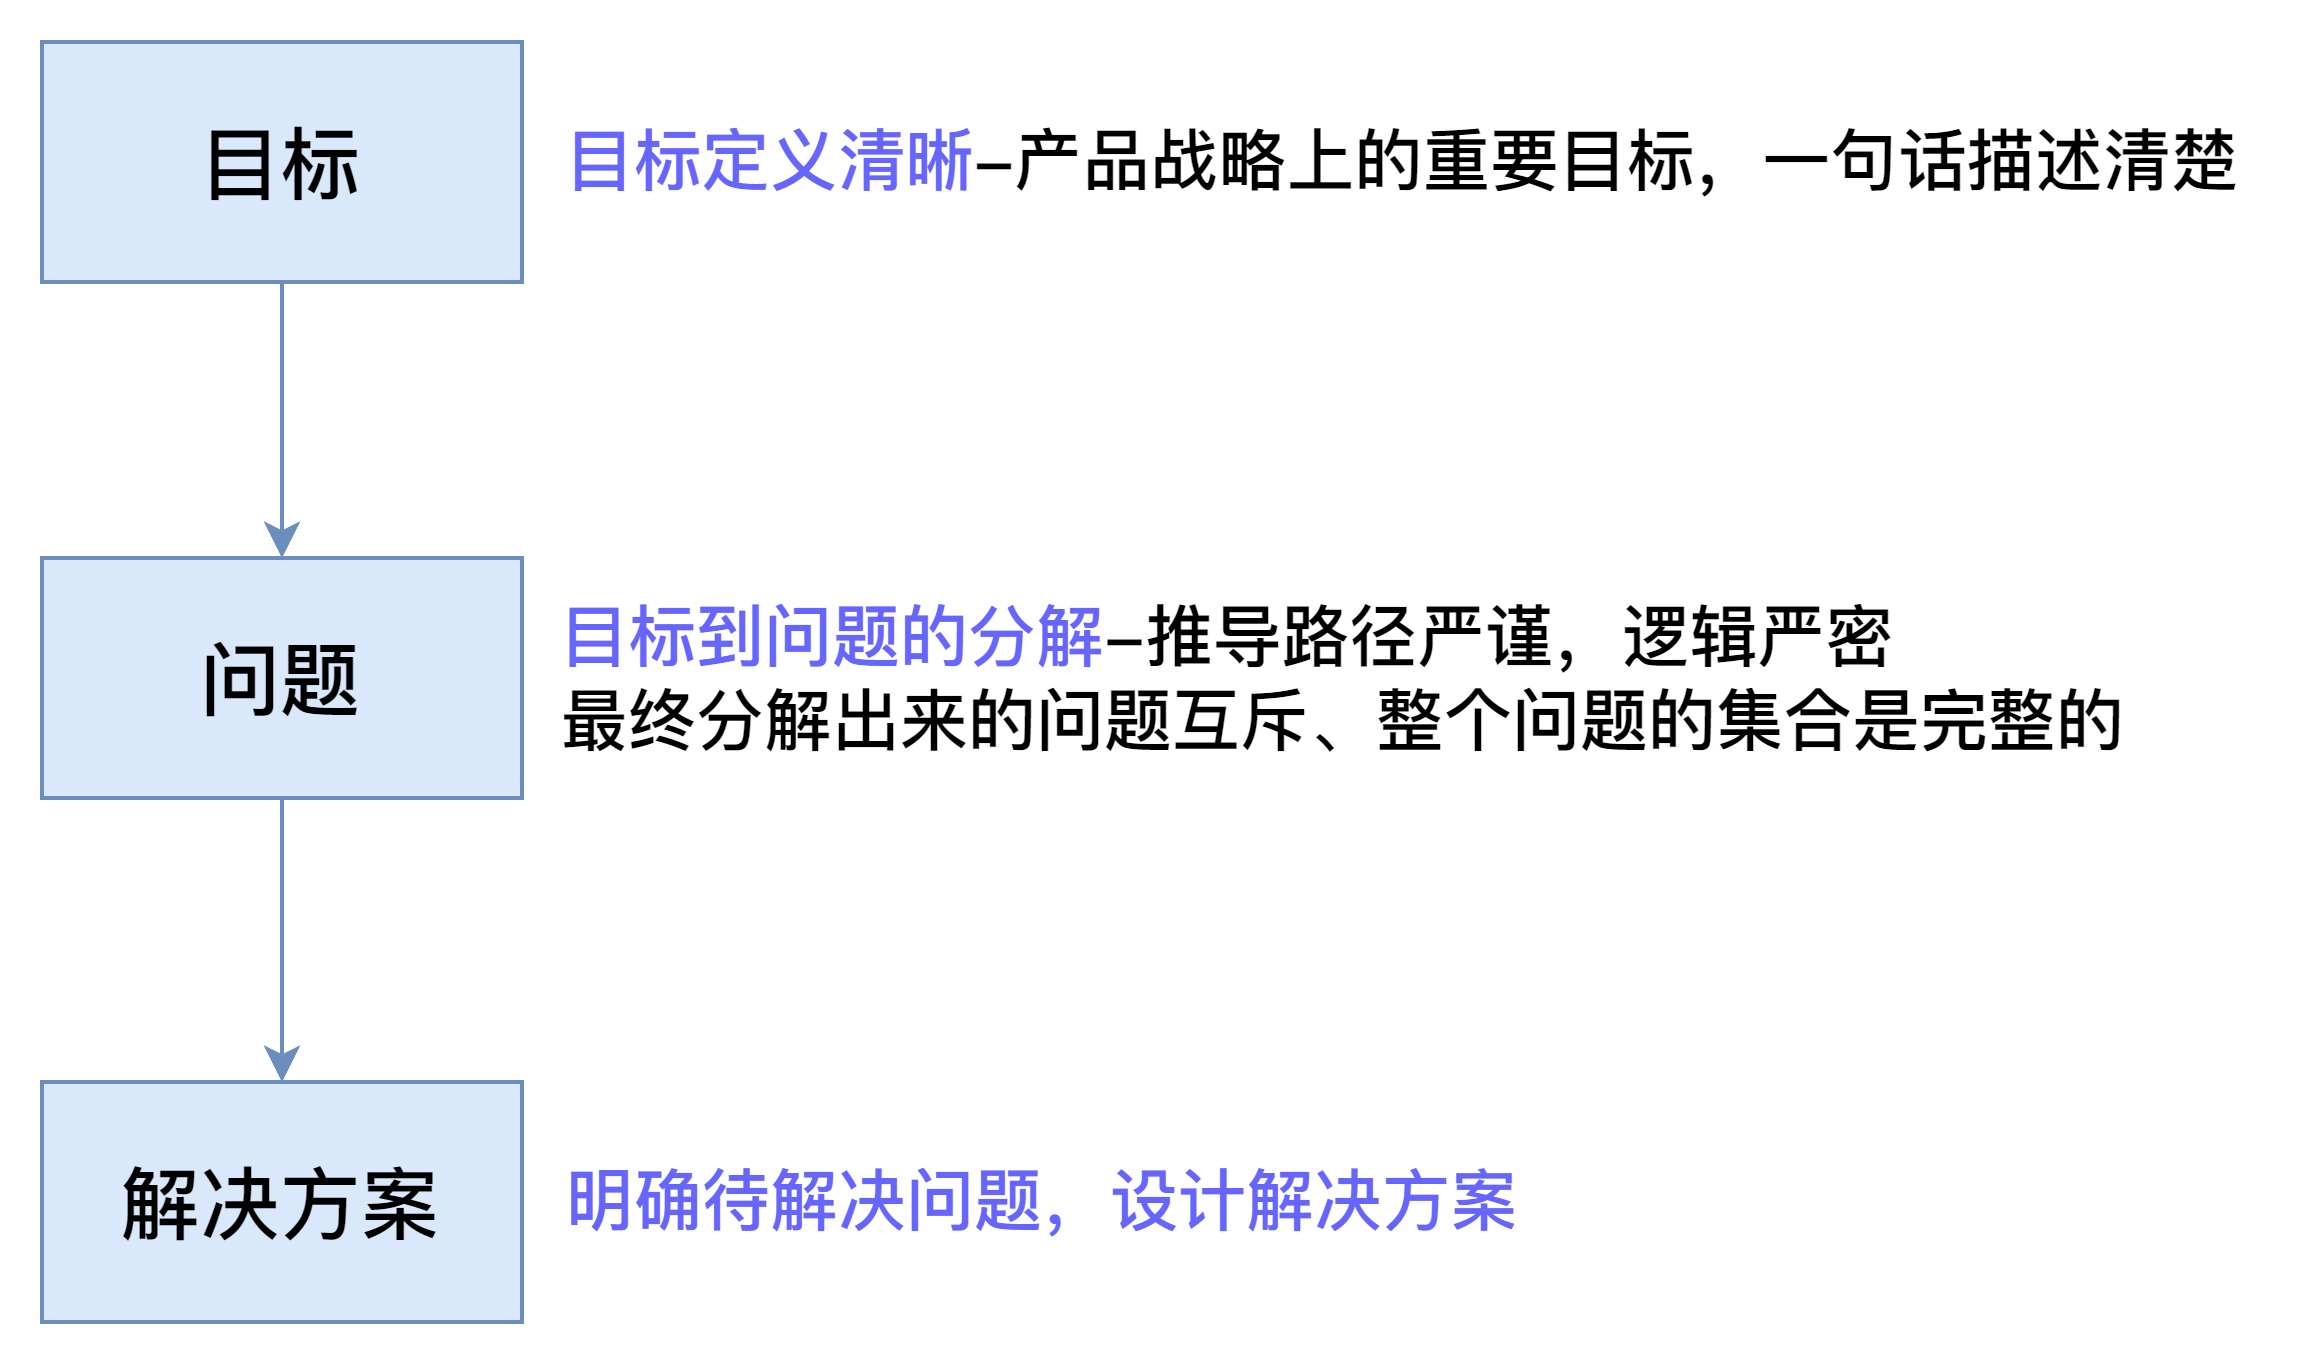 目标
目标定义清晰–产品战略上的重要目标，一句话描述清楚
问题
目标到问题的分解–推导路径严谨，逻辑严密
最终分解出来的问题互斥、整个问题的集合是完整的
解决方案
明确待解决问题，设计解决方案